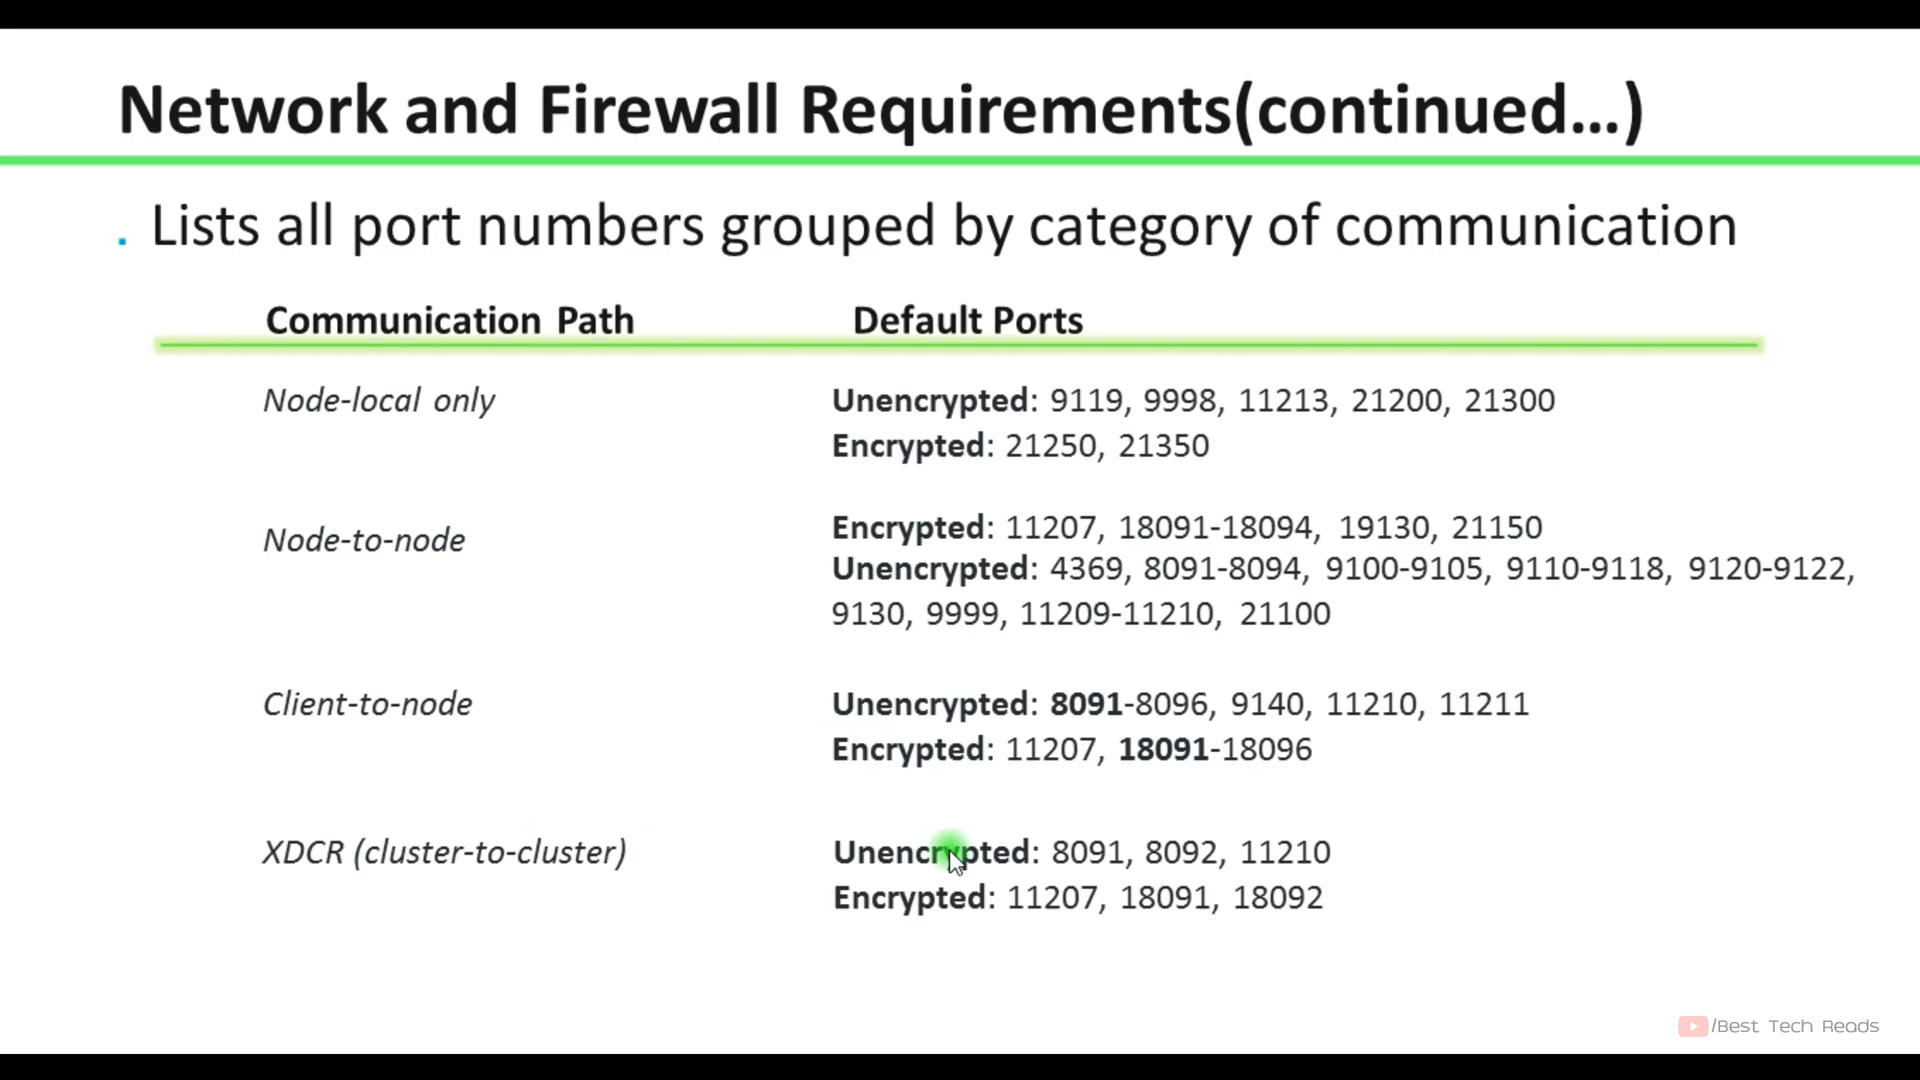 Network and Firewall Requirements(continued...)
. Lists all port numbers grouped by category of communication
Communication Path Default Ports
Node-local only Unencrypted: 9119, 9998, 11213, 21200, 21300
Encrypted: 21250, 21350
Node-to-node Encrypted: 11207, 18091-18094, 19130, 21150
Unencrypted: 4369, 8091-8094, 9100-9105, 9110-9118, 9120-9122,
9130, 9999, 11209-11210, 21100
Client-to-node Unencrypted: 8091-8096, 9140, 11210, 11211
Encrypted: 11207, 18091-18096
XDCR (cluster-to-cluster) Unencrypted: 8091, 8092, 11210
Encrypted: 11207, 18091, 18092
/Best Tech Reads